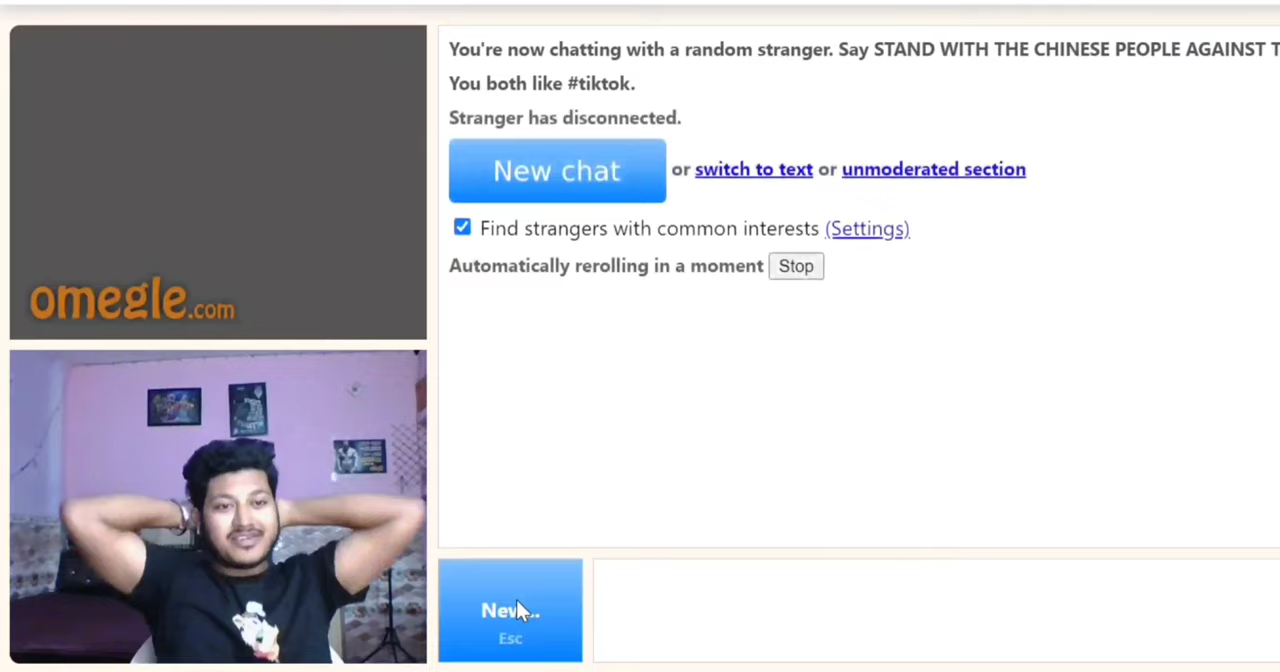 You're now chatting with a random stranger. Say STAND WITH THE CHINESE PEOPLE AGAINST
You both like #tiktok.
Stranger has disconnected.
New chat or switch to text or unmoderated section
Find strangers with common interests (Settings)
Automatically rerolling in a moment Stop
omegle.com
New...
Esc